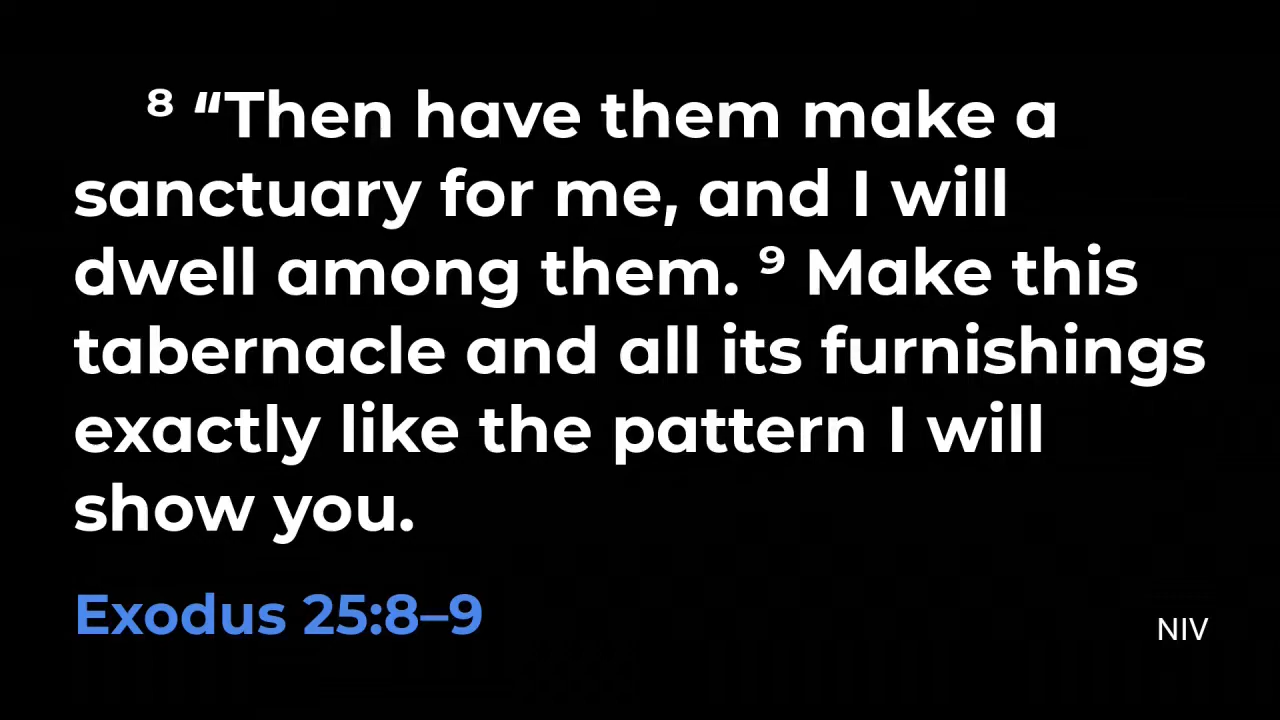 ⁸ “Then have them make a
sanctuary for me, and I will
dwell among them. ⁹ Make this
tabernacle and all its furnishings
exactly like the pattern I will
show you.
Exodus 25:8–9
NIV